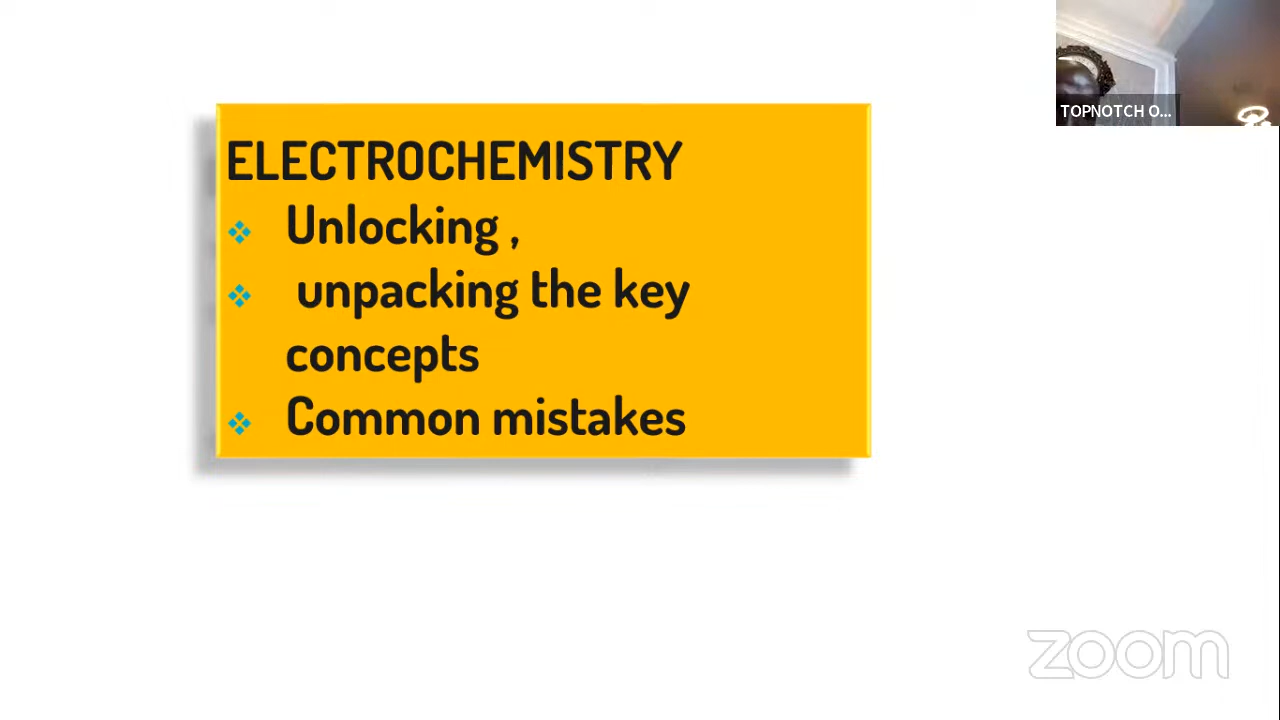 TOPNOTCH O...
ELECTROCHEMISTRY
Unlocking ,
unpacking the key
concepts
Common mistakes
zoom